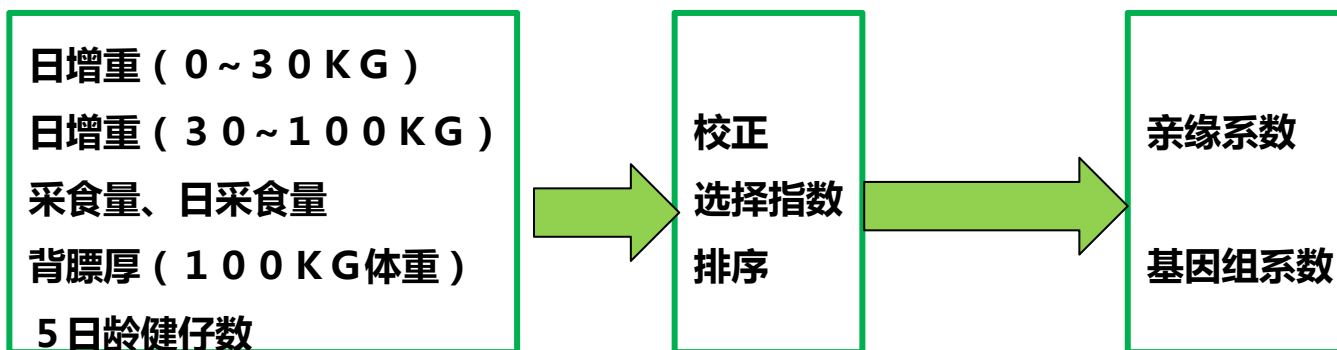 日增重（０~３０ＫＧ）
日增重（３０~１００ＫＧ）
采食量、日采食量
背膘厚（１００ＫＧ体重）
５日龄健仔数
校正
选择指数
排序
亲缘系数
基因组系数